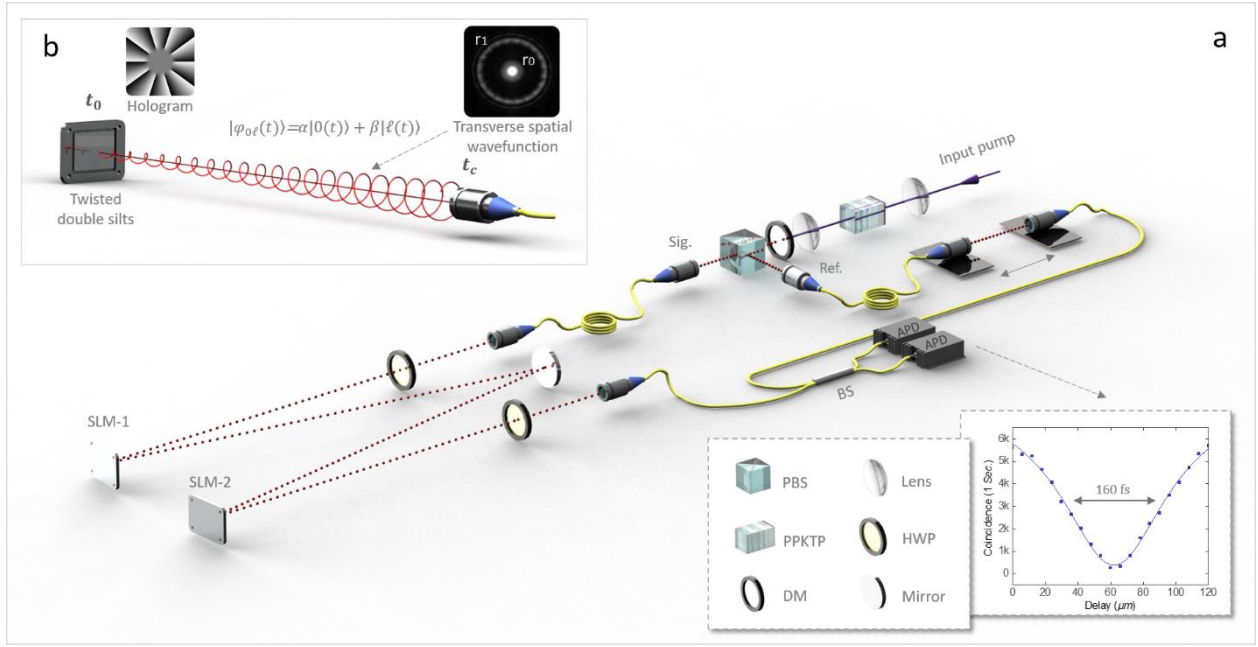 b
a
t₀
Hologram
r₁
r₀
|φ₀ℓ(t)⟩=α|0(t)⟩ + β|ℓ(t)⟩
Transverse spatial
wavefunction
t_c
Twisted
double silts
Input pump
Sig.
Ref.
APD
APD
BS
SLM-1
SLM-2
PBS
Lens
PPKTP
HWP
DM
Mirror
6k
5k
4k
3k
2k
1k
0
Coincidence (1 Sec.)
160 fs
0 20 40 60 80 100 120
Delay (μm)